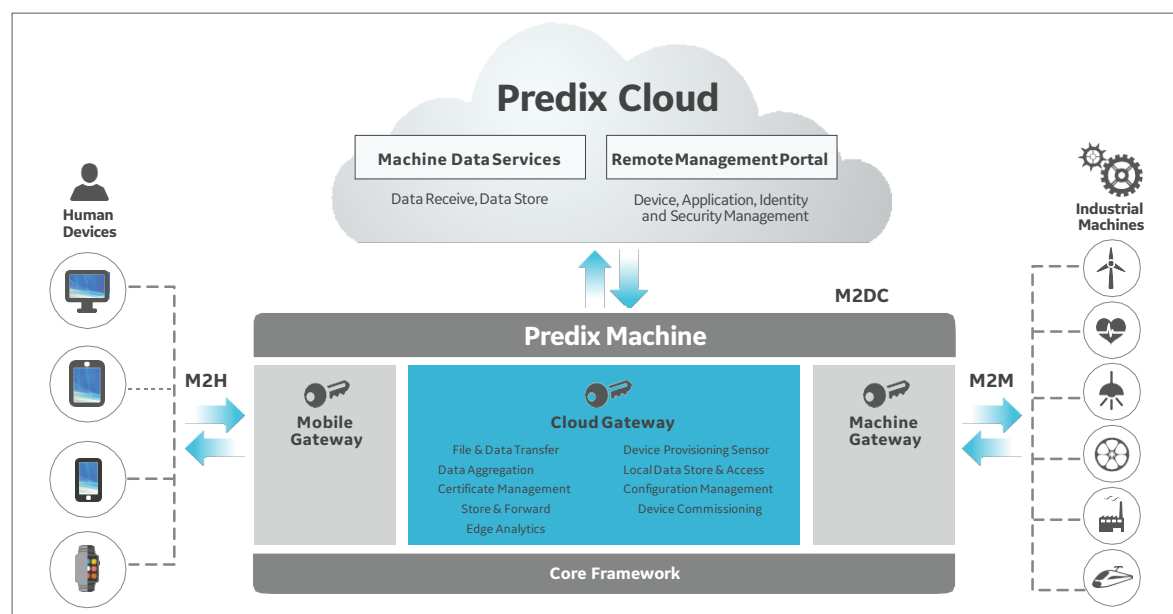 Predix Cloud
Machine Data Services
Remote Management Portal
Data Receive, Data Store
Device, Application, Identity
and Security Management
Human
Devices
Industrial
Machines
M2DC
Predix Machine
M2H
M2M
Mobile
Gateway
Cloud Gateway
File & Data Transfer
Data Aggregation
Certificate Management
Store & Forward
Edge Analytics
Device Provisioning Sensor
Local Data Store & Access
Configuration Management
Device Commissioning
Machine
Gateway
Core Framework